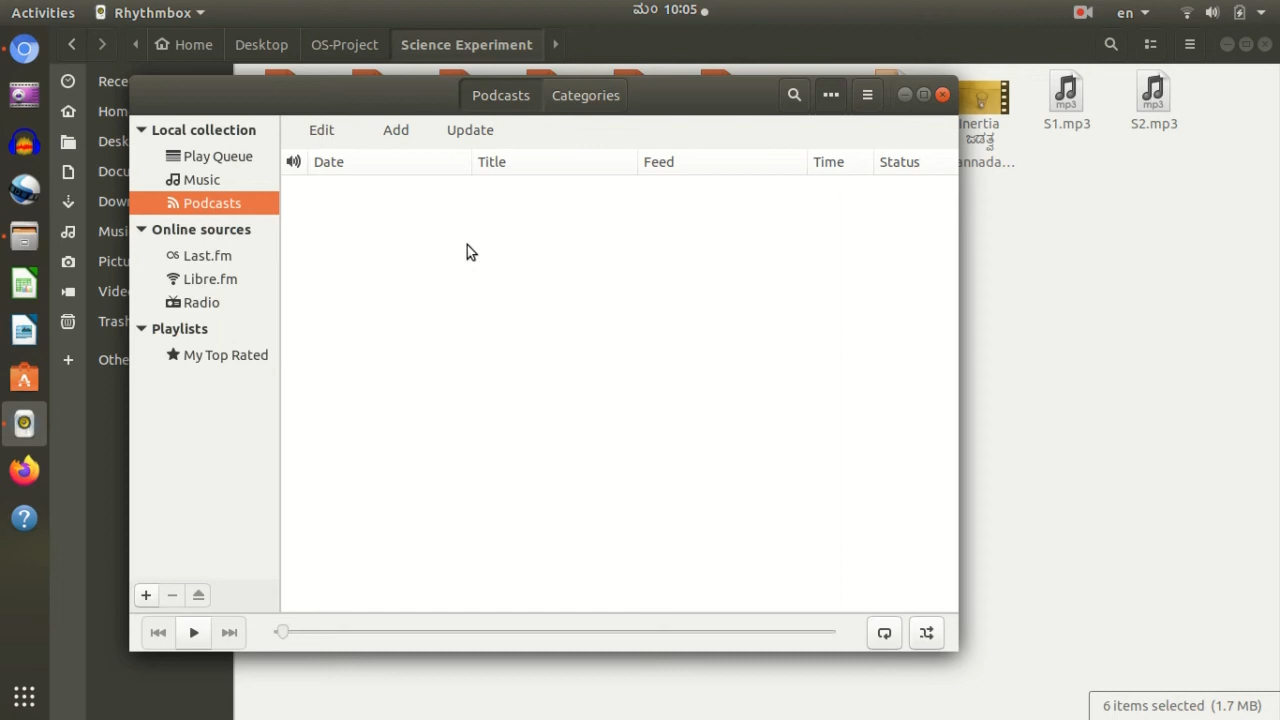 Activities Rhythmbox ಮಂ 10:05 en
Home Desktop OS-Project Science Experiment
Rece
Hom
Desk
Docu
Down
Musi
Pictu
Vide
Trash
Othe
Podcasts Categories
Local collection
Play Queue
Music
Podcasts
Online sources
Last.fm
Libre.fm
Radio
Playlists
My Top Rated
Edit Add Update
Date Title Feed Time Status
Inertia
ಜಡತ್ವ
annada...
mp3
S1.mp3
mp3
S2.mp3
6 items selected (1.7 MB)